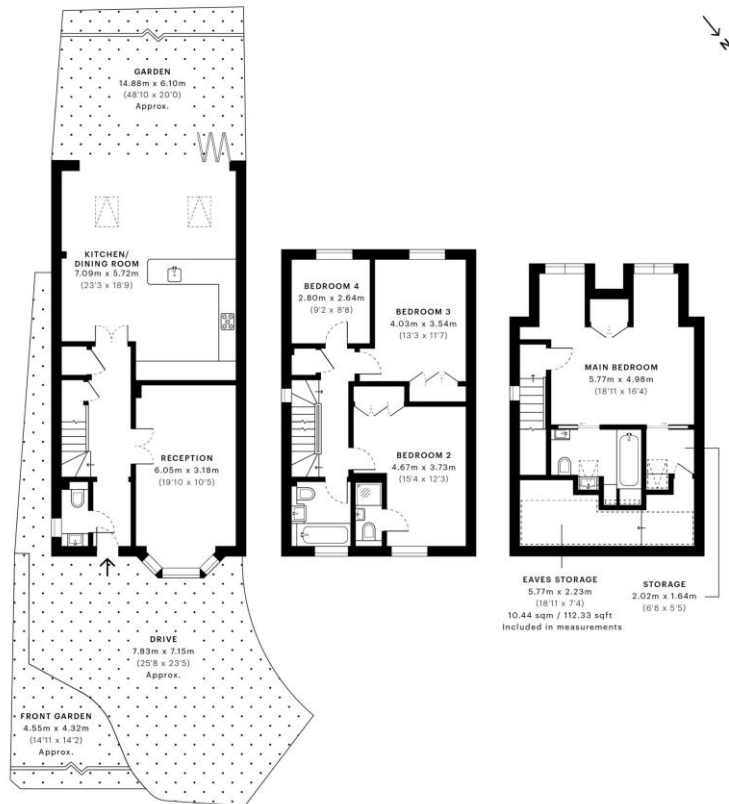 N
GARDEN
14.88m x 6.10m
(48'10 x 20'0)
Approx.
KITCHEN/
DINING ROOM
7.09m x 5.72m
(23'3 x 18'9)
RECEPTION
6.05m x 3.18m
(19'10 x 10'5)
DRIVE
7.83m x 7.15m
(25'8 x 23'5)
Approx.
FRONT GARDEN
4.55m x 4.32m
(14'11 x 14'2)
Approx.
BEDROOM 4
2.80m x 2.64m
(9'2 x 8'8)
BEDROOM 3
4.03m x 3.54m
(13'3 x 11'7)
BEDROOM 2
4.67m x 3.73m
(15'4 x 12'3)
MAIN BEDROOM
5.77m x 4.98m
(18'11 x 16'4)
EAVES STORAGE
5.77m x 2.23m
(18'11 x 7'4)
10.44 sqm / 112.33 sqft
Included in measurements
STORAGE
2.02m x 1.64m
(6'8 x 5'5)